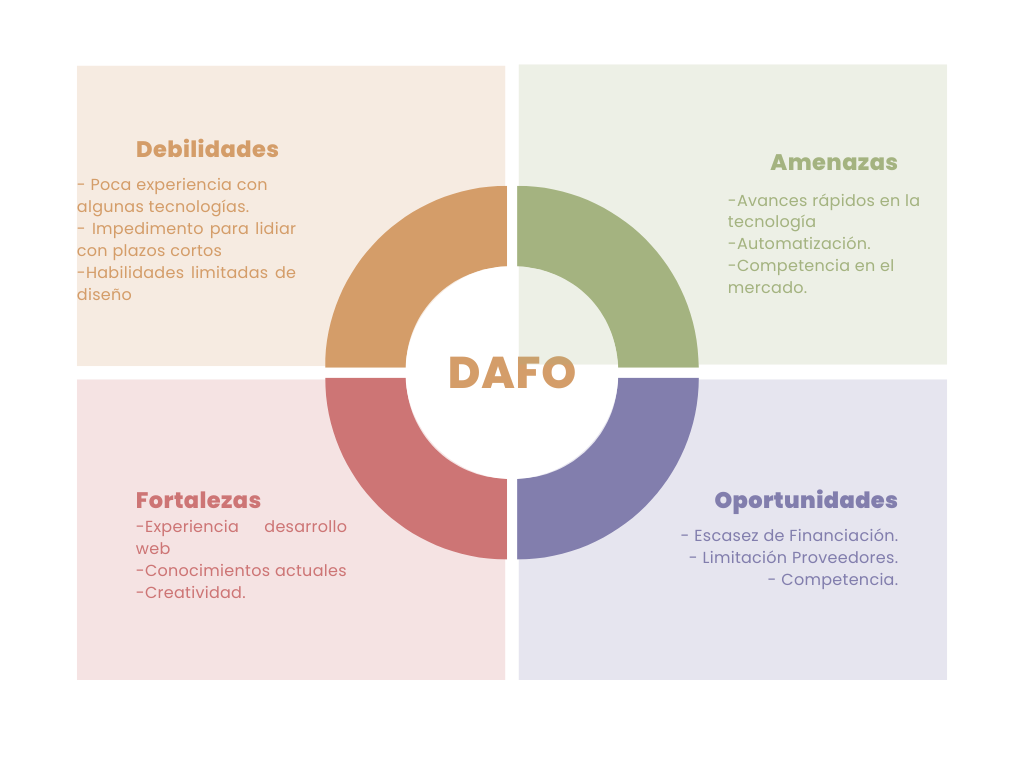 Debilidades
- Poca experiencia con
algunas tecnologías.
- Impedimento para lidiar
con plazos cortos
-Habilidades limitadas de
diseño
Amenazas
-Avances rápidos en la
tecnología
-Automatización.
-Competencia en el
mercado.
DAFO
Fortalezas
-Experiencia desarrollo
web
-Conocimientos actuales
-Creatividad.
Oportunidades
- Escasez de Financiación.
- Limitación Proveedores.
- Competencia.